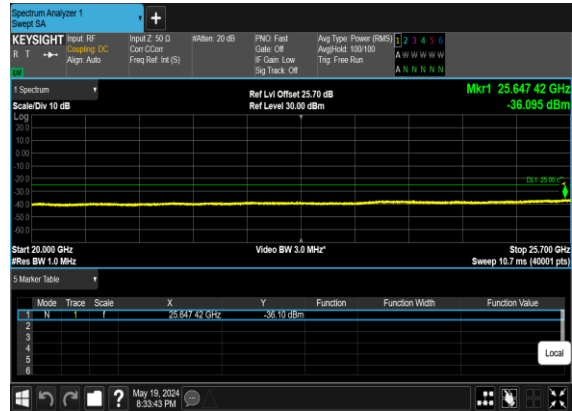 Spectrum Analyzer 1
Swept SA
+
KEYSIGHT Input: RF Input Z: 50 Ω #Atten: 20 dB PNO: Fast Avg Type: Power (RMS) 1 2 3 4 5 6
R T Coupling: DC Corr CCorr Gate: Off Avg|Hold: 100/100 A W W W W W
Align: Auto Freq Ref: Int (S) IF Gain: Low Trig: Free Run
Sig Track: Off A N N N N N
1 Spectrum Ref Lvl Offset 25.70 dB Mkr1 25.647 42 GHz
Scale/Div 10 dB Ref Level 30.00 dBm -36.095 dBm
Log
20.0
10.0
0.00
-10.0
-20.0
-30.0
-40.0
-50.0
-60.0
Start 20.000 GHz Video BW 3.0 MHz* Stop 25.700 GHz
#Res BW 1.0 MHz Sweep 10.7 ms (40001 pts)
5 Marker Table
Mode Trace Scale X Y Function Function Width Function Value
1 N 1 f 25.647 42 GHz -36.10 dBm
2
3
4
5
6
Local
? May 19, 2024
8:33:43 PM